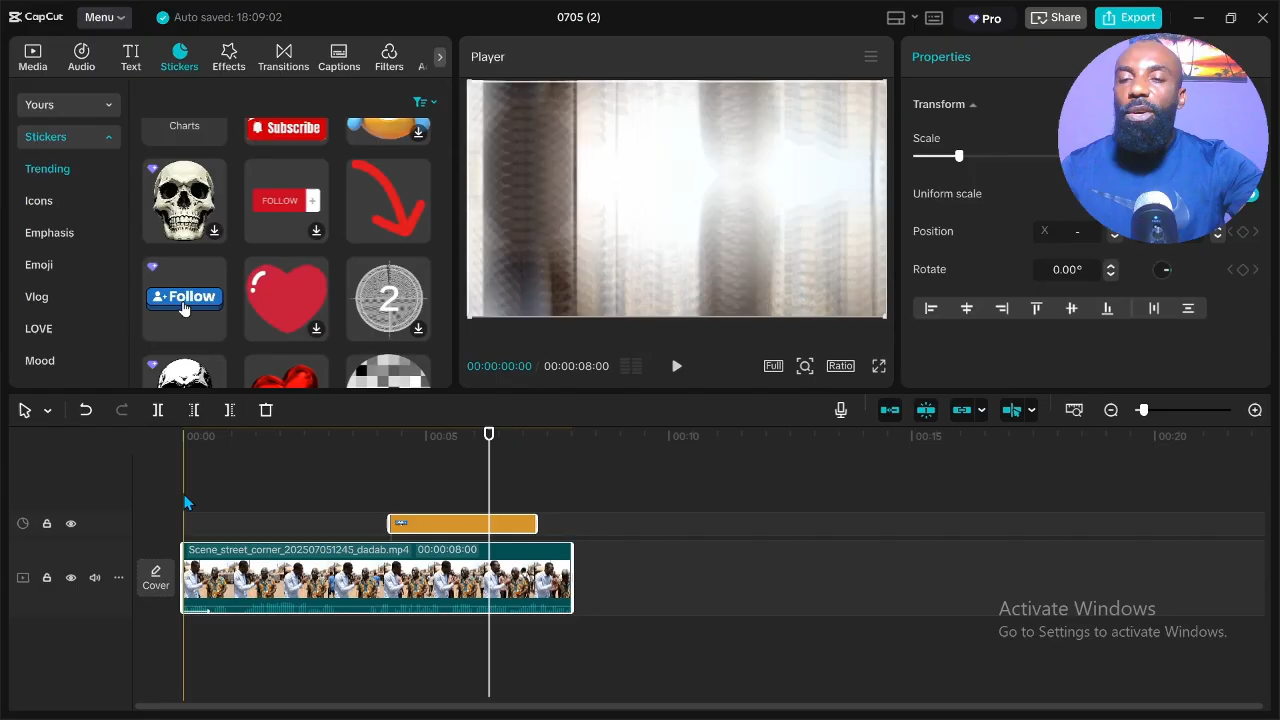 CapCut
Menu
Auto saved: 18:09:02
0705 (2)
Pro
Share
Export
Media
Audio
Text
Stickers
Effects
Transitions
Captions
Filters
Player
Properties
Yours
Stickers
Trending
Icons
Emphasis
Emoji
Vlog
LOVE
Mood
Charts
Subscribe
FOLLOW +
Follow
2
Transform
Scale
Uniform scale
Position
X -
Rotate
0.00°
00:00:00:00 / 00:00:08:00
Full
Ratio
00:00
00:05
00:10
00:15
00:20
Scene_street_corner_202507051245_dadab.mp4 00:00:08:00
Cover
Activate Windows
Go to Settings to activate Windows.